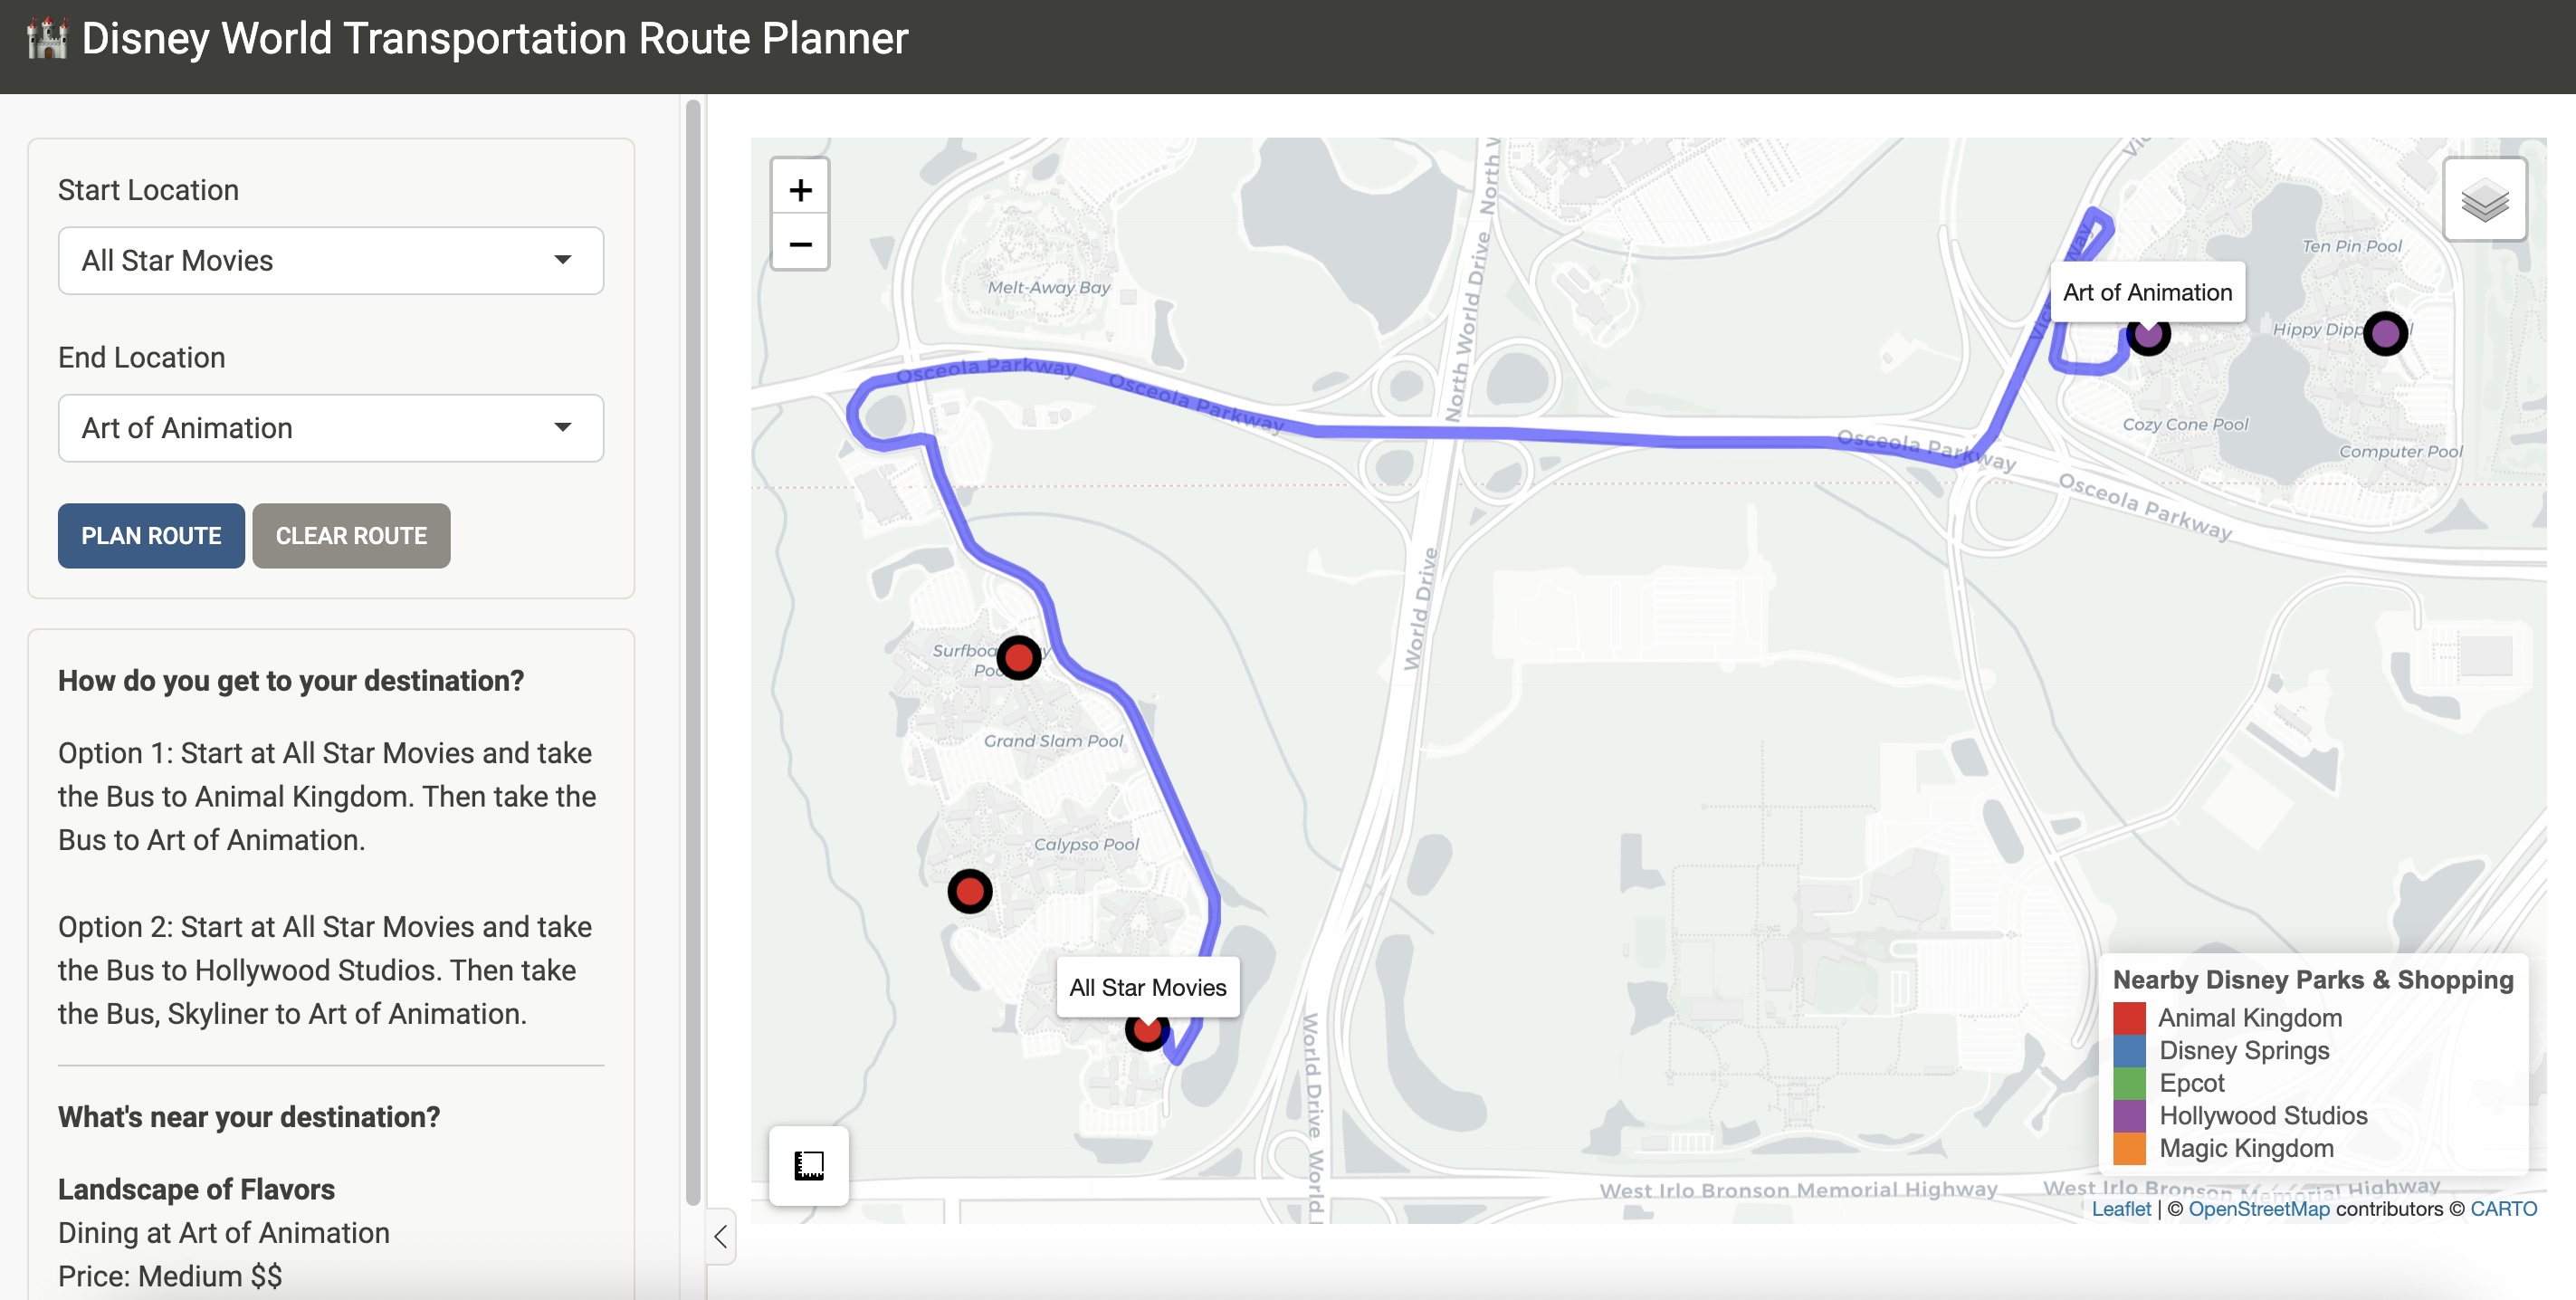 Disney World Transportation Route Planner
Start Location
All Star Movies
End Location
Art of Animation
PLAN ROUTE
CLEAR ROUTE
How do you get to your destination?
Option 1: Start at All Star Movies and take
the Bus to Animal Kingdom. Then take the
Bus to Art of Animation.
Option 2: Start at All Star Movies and take
the Bus to Hollywood Studios. Then take
the Bus, Skyliner to Art of Animation.
What's near your destination?
Landscape of Flavors
Dining at Art of Animation
Price: Medium $$
+
−
Melt-Away Bay
North World Drive
Ten Pin Pool
Art of Animation
Osceola Parkway
Osceola Parkway
Osceola Parkway
Osceola Parkway
Cozy Cone Pool
Computer Pool
World Drive
Grand Slam Pool
Calypso Pool
All Star Movies
World Drive
Nearby Disney Parks & Shopping
Animal Kingdom
Disney Springs
Epcot
Hollywood Studios
Magic Kingdom
West Irlo Bronson Memorial Highway
West Irlo Bronson Memorial Highway
Leaflet | © OpenStreetMap contributors © CARTO